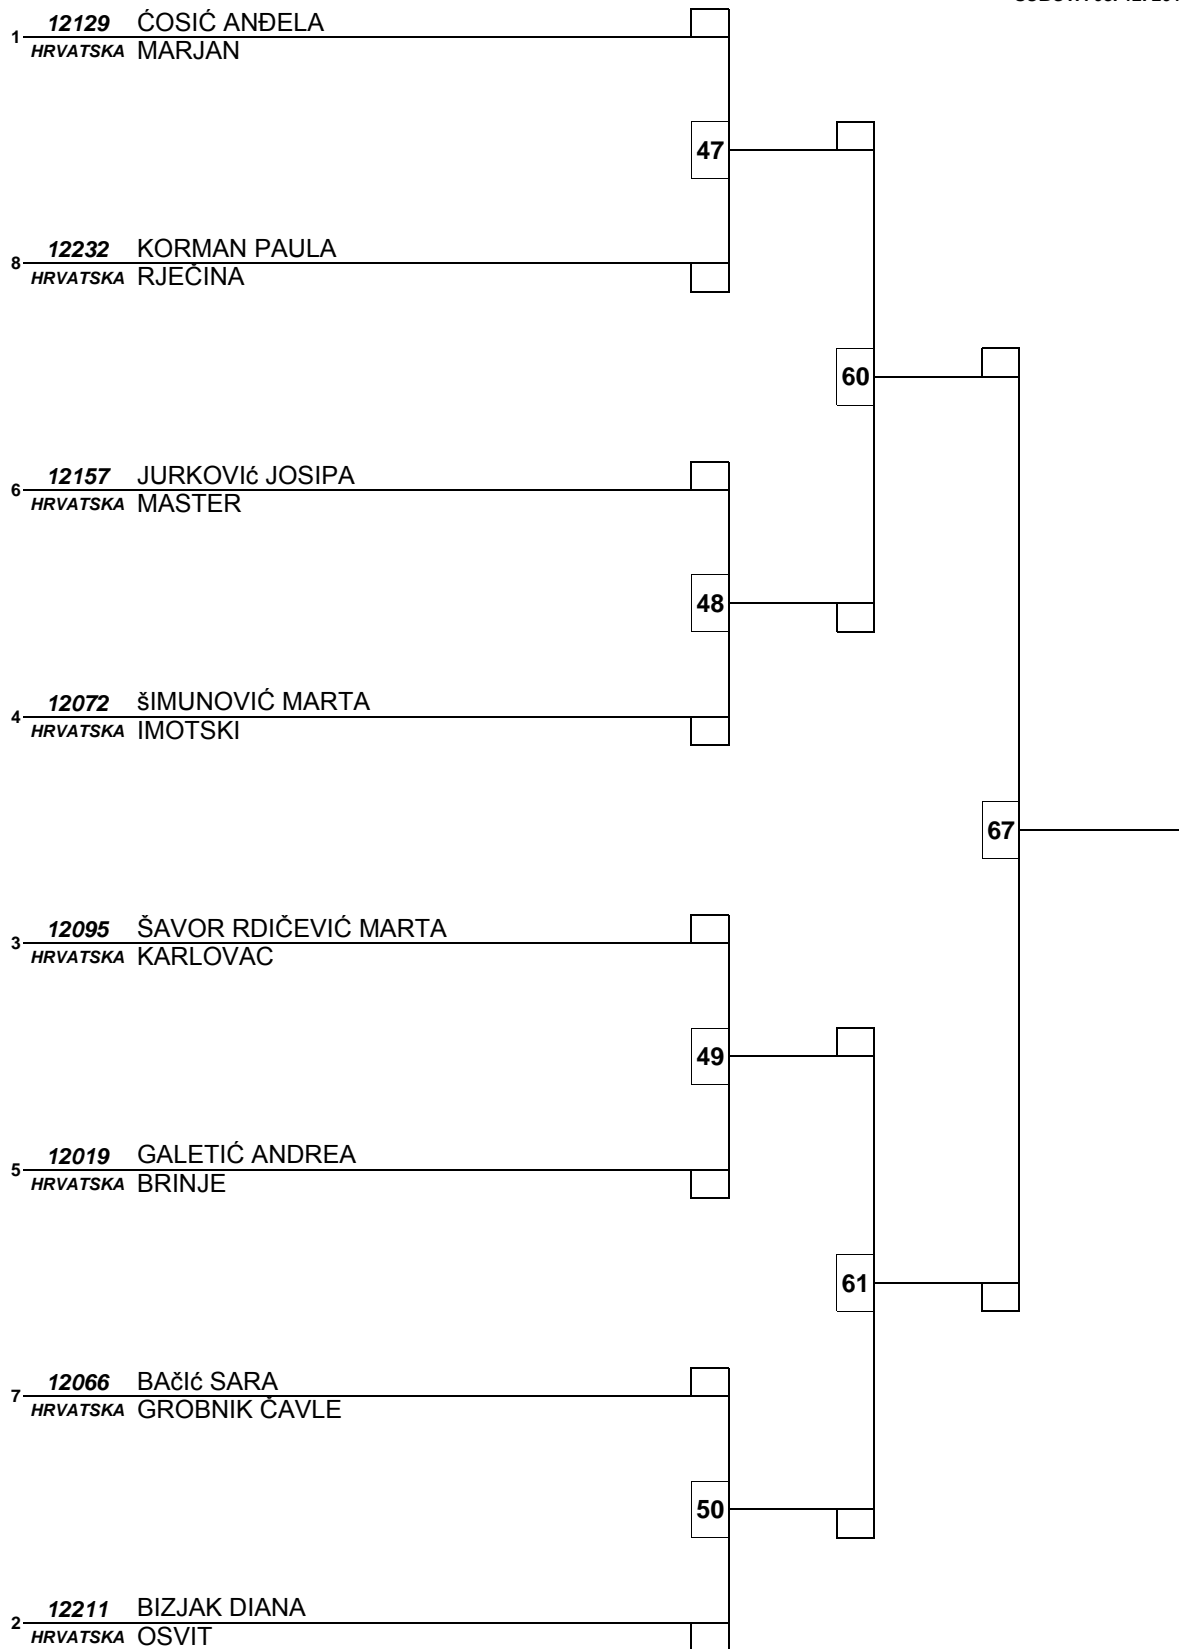 12129 ĆOSIĆ ANĐELA
1
HRVATSKA MARJAN
47
12232 KORMAN PAULA
8
HRVATSKA RJEČINA
60
12157 JURKOVIć JOSIPA
6
HRVATSKA MASTER
48
12072 šIMUNOVIĆ MARTA
4
HRVATSKA IMOTSKI
67
12095 ŠAVOR RDIČEVIĆ MARTA
3
HRVATSKA KARLOVAC
49
12019 GALETIĆ ANDREA
5
HRVATSKA BRINJE
61
12066 BAčIć SARA
7
HRVATSKA GROBNIK ČAVLE
50
12211 BIZJAK DIANA
2
HRVATSKA OSVIT